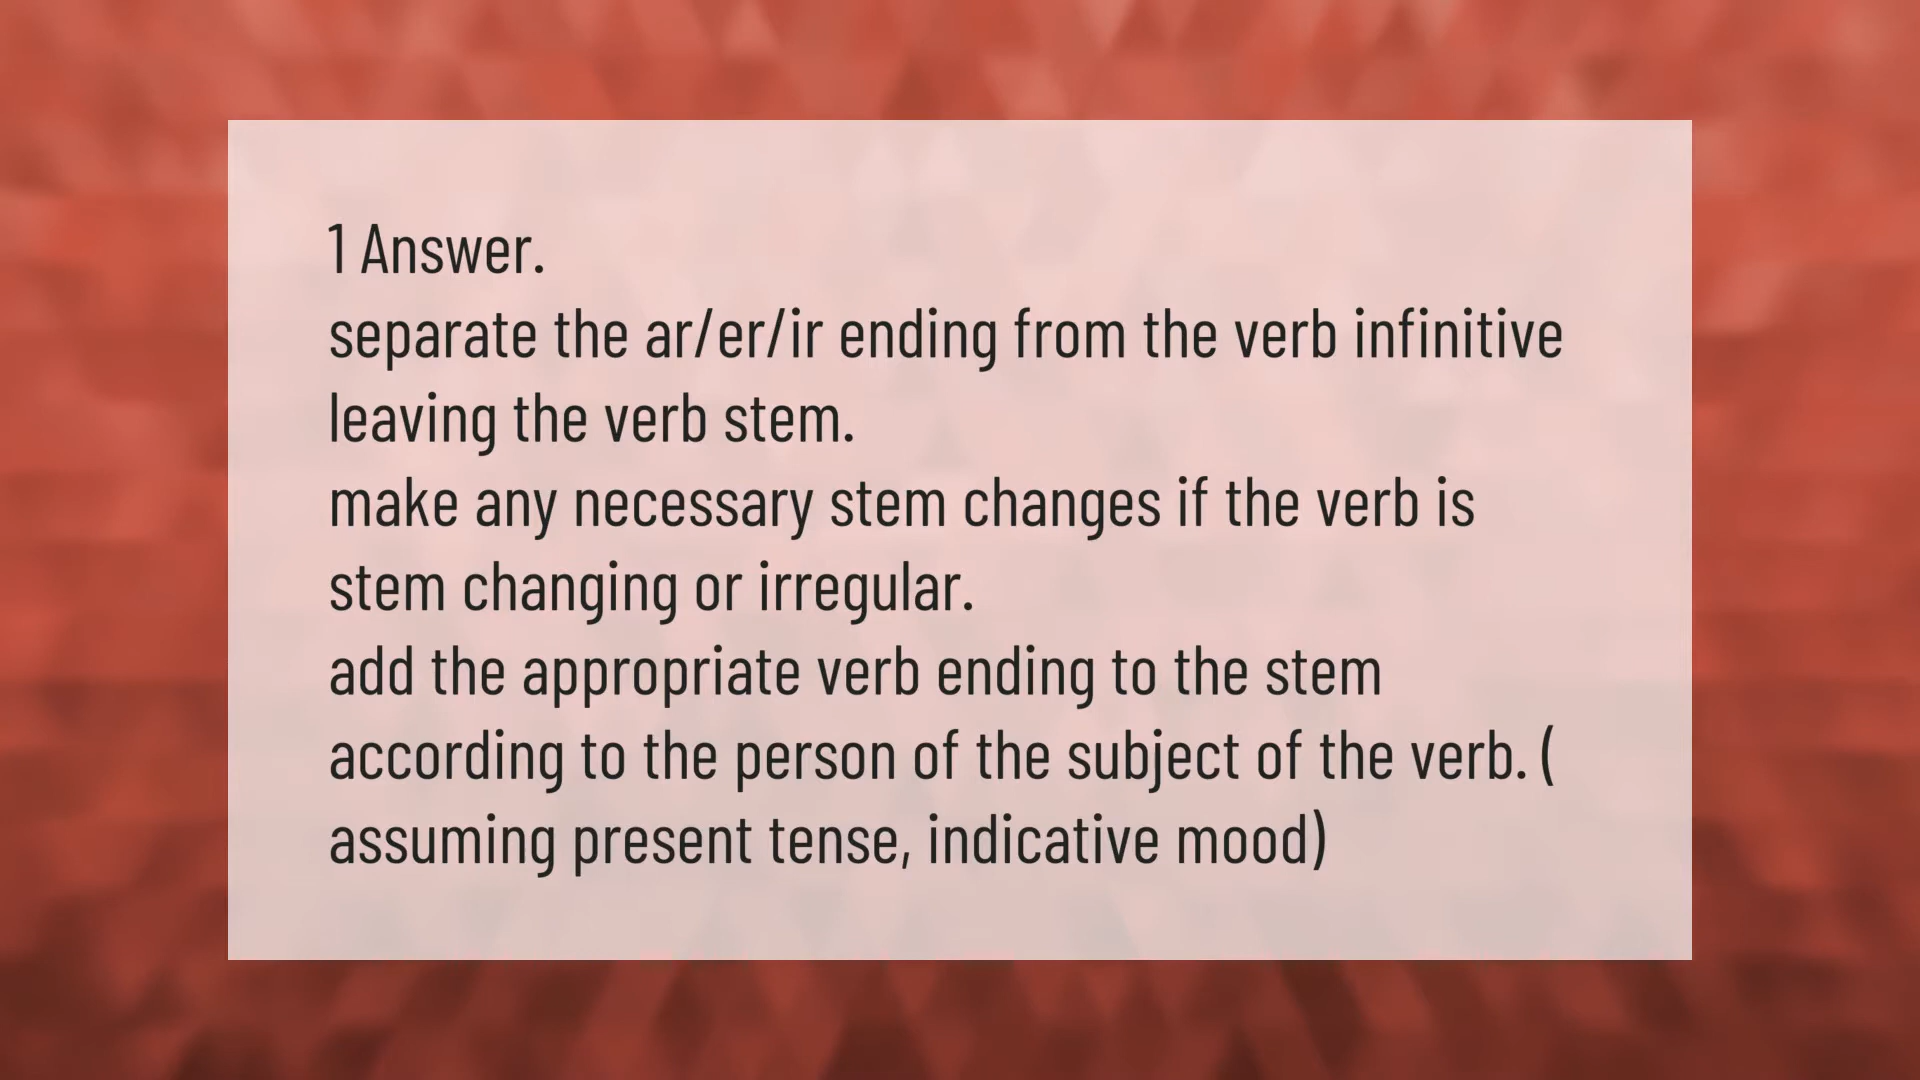 1 Answer.
separate the ar/er/ir ending from the verb infinitive
leaving the verb stem.
make any necessary stem changes if the verb is
stem changing or irregular.
add the appropriate verb ending to the stem
according to the person of the subject of the verb. (
assuming present tense, indicative mood)